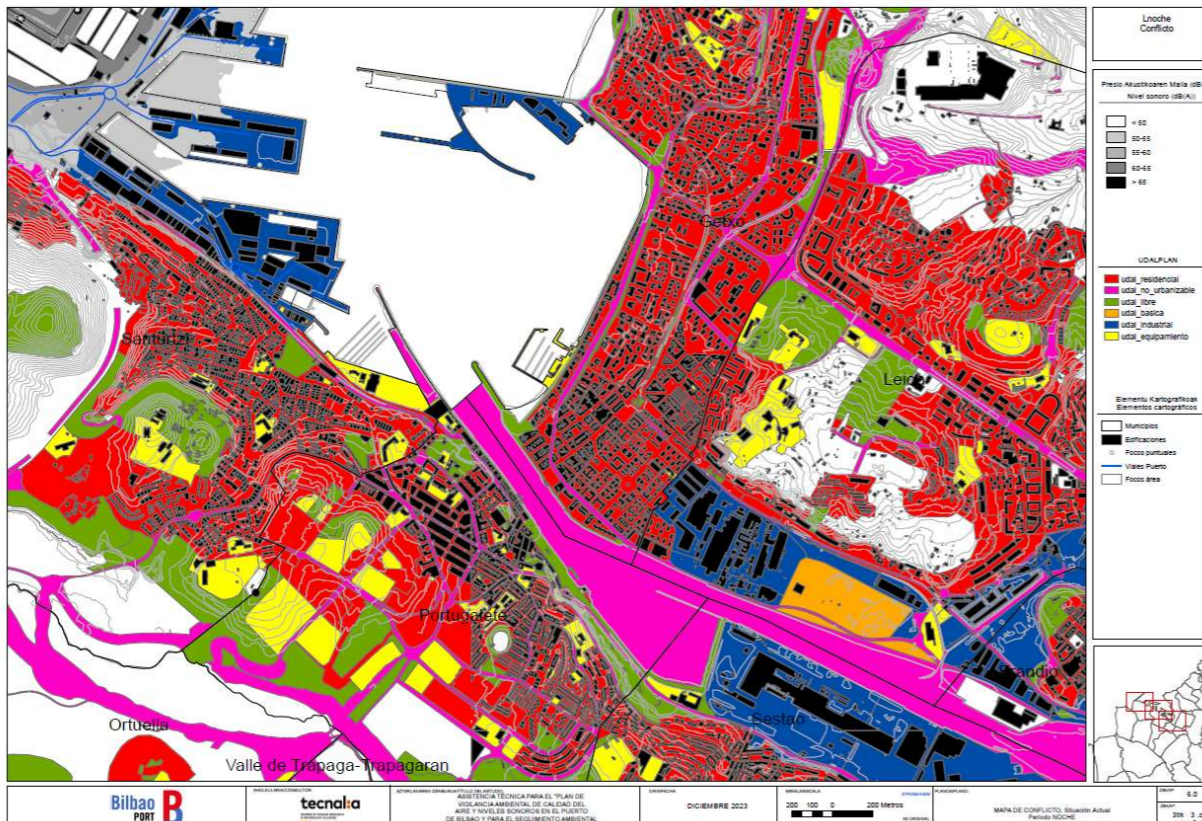 Lnoche
Conflicto
Presio Akustikoaren Maila (dB
Nivel sonoro (dB(A))
< 50
50-55
55-60
60-65
> 65
UDALPLAN
udal_residencial
udal_no_urbanizable
udal_libre
udal_basica
udal_industrial
udal_equipamiento
Elementu Kartografikoak
Elementos cartográficos
Municipios
Edificaciones
Focos puntuales
Viales Puerto
Focos área
Getxo
Santurtzi
Leioa
Portugalete
Erandio
Sestao
Ortuella
Valle de Trapaga-Trapagaran
Bilbao
PORT
tecnalia
ASISTENCIA TÉCNICA PARA EL "PLAN DE
VIGILANCIA AMBIENTAL DE CALIDAD DEL
AIRE Y NIVELES SONOROS EN EL PUERTO
DE BILBAO Y PARA EL SEGUIMIENTO AMBIENTAL
DICIEMBRE 2023
200 100 0 200 Metros
MAPA DE CONFLICTO. Situación Actual
Periodo NOCHE
6.0